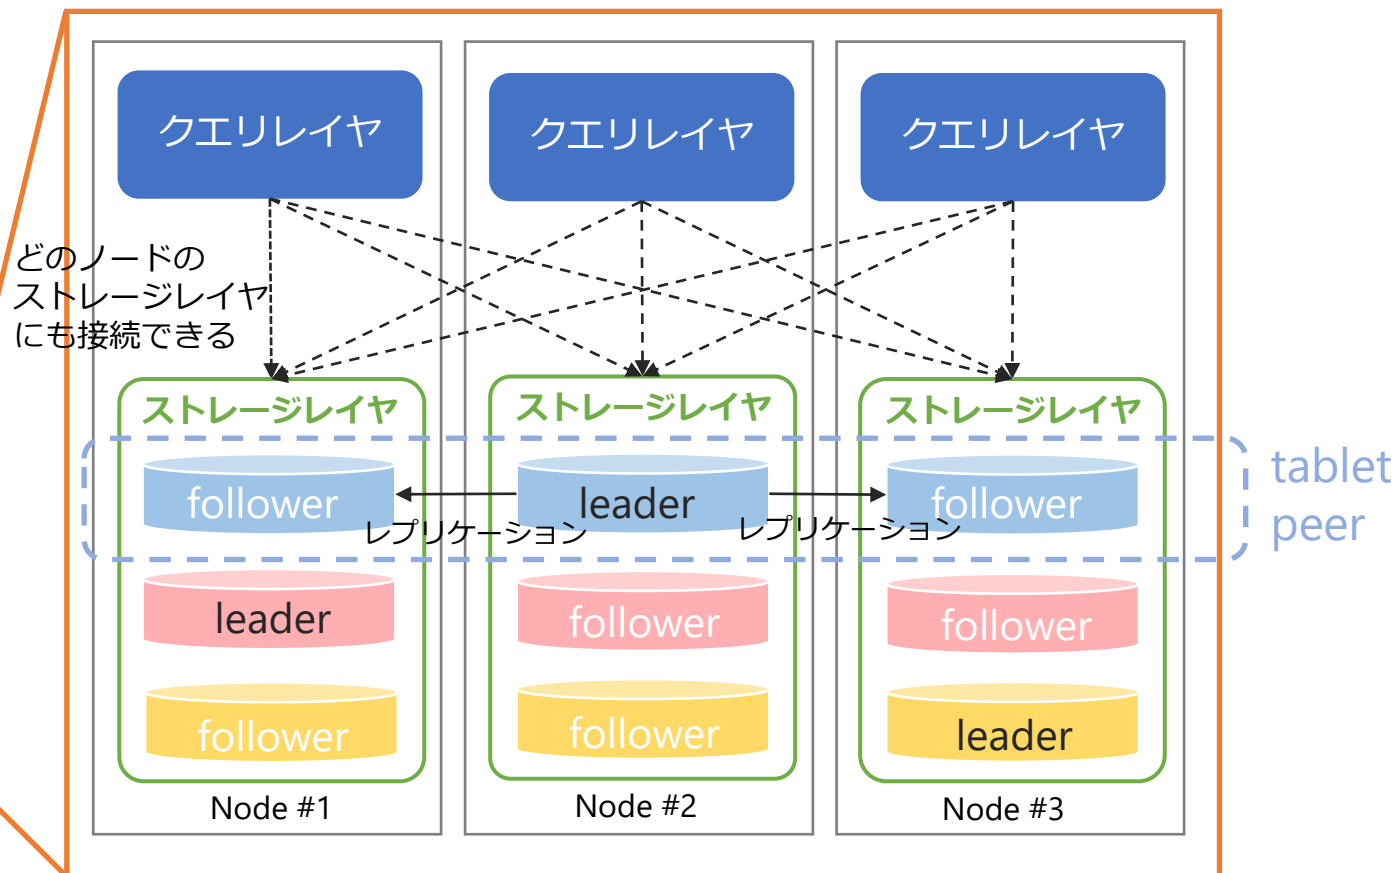 クエリレイヤ
クエリレイヤ
クエリレイヤ
どのノードの
ストレージレイヤ
にも接続できる
ストレージレイヤ
ストレージレイヤ
ストレージレイヤ
follower
leader
follower
レプリケーション
レプリケーション
tablet
peer
leader
follower
follower
follower
follower
leader
Node #1
Node #2
Node #3